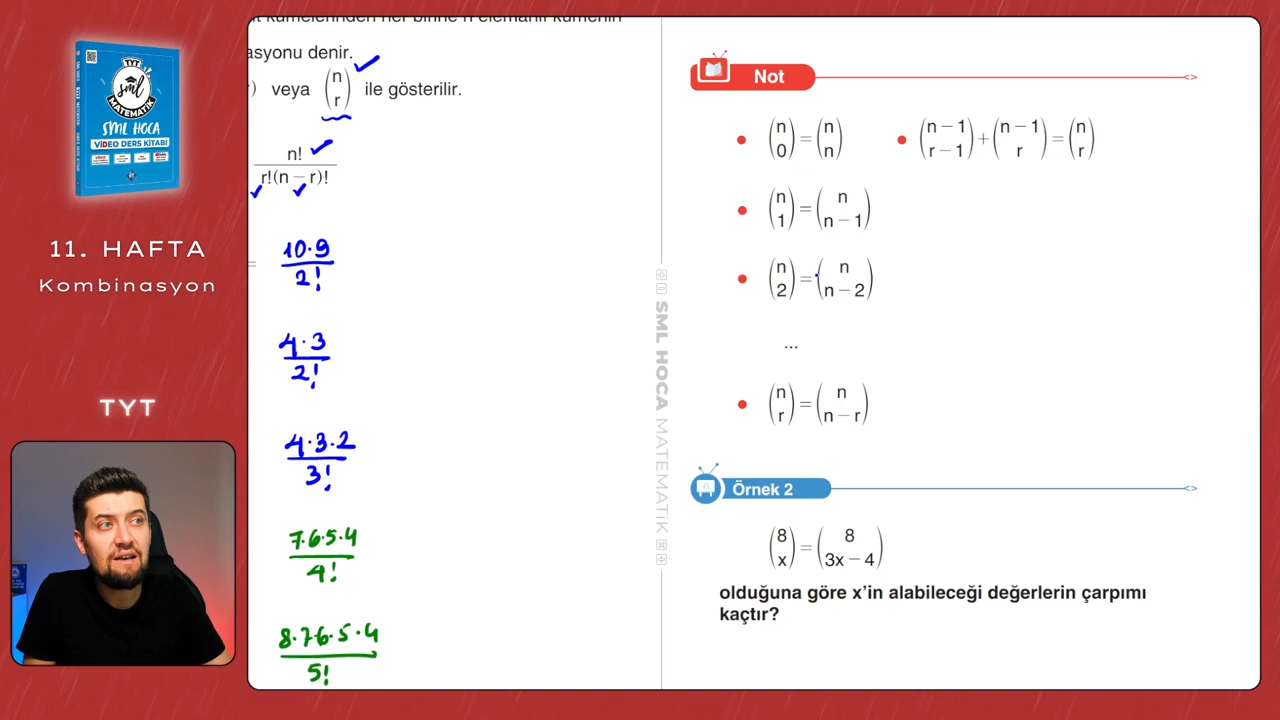 TYT
sml
MATEMATİK
SML HOCA
VİDEO DERS KİTABI
11. HAFTA
Kombinasyon
TYT
asyonu denir.
) veya (n r) ile gösterilir.
n!
r!(n − r)!
= 10·9
2!
4·3
2!
4·3·2
3!
7·6·5·4
4!
8·7·6·5·4
5!
SML HOCA MATEMATİK
Not
(n 0) = (n n)
(n − 1 r − 1) + (n − 1 r) = (n r)
(n 1) = (n n − 1)
(n 2) = (n n − 2)
...
(n r) = (n n − r)
Örnek 2
(8 x) = (8 3x − 4)
olduğuna göre x'in alabileceği değerlerin çarpımı
kaçtır?